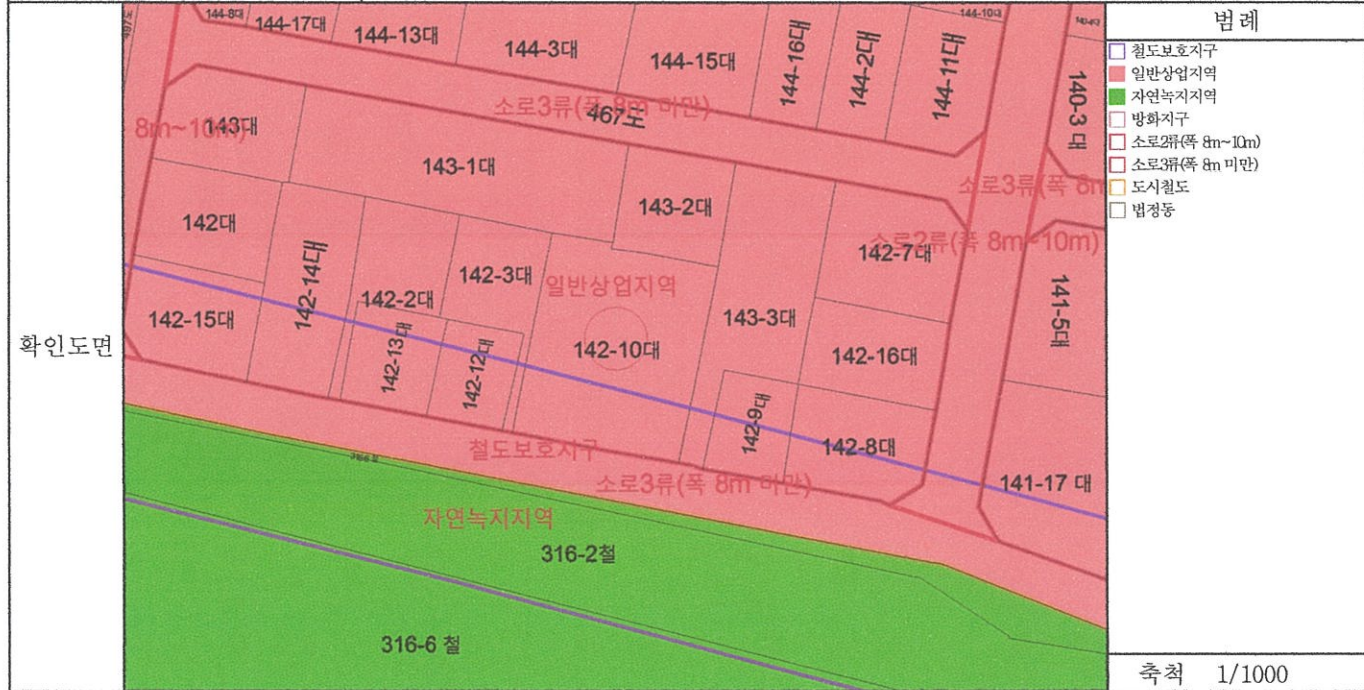 확인도면
144-8대
144-17대
144-13대
144-3대
144-15대
144-16대
144-2대
144-11대
144-10대
140-3 대
소로3류(폭 8m 미만)
467도
8m~10m)
143대
143-1대
143-2대
소로3류(폭 8m
소로2류(폭 8m~10m)
142-7대
142대
142-14대
142-2대
142-3대
일반상업지역
143-3대
141-5대
142-15대
142-13대
142-12대
142-10대
142-16대
142-9대
142-8대
철도보호지구
소로3류(폭 8m 미만)
141-17 대
자연녹지지역
316-2철
316-6 철
범례
철도보호지구
일반상업지역
자연녹지지역
방화지구
소로2류(폭 8m~10m)
소로3류(폭 8m 미만)
도시철도
법정동
축척 1/1000